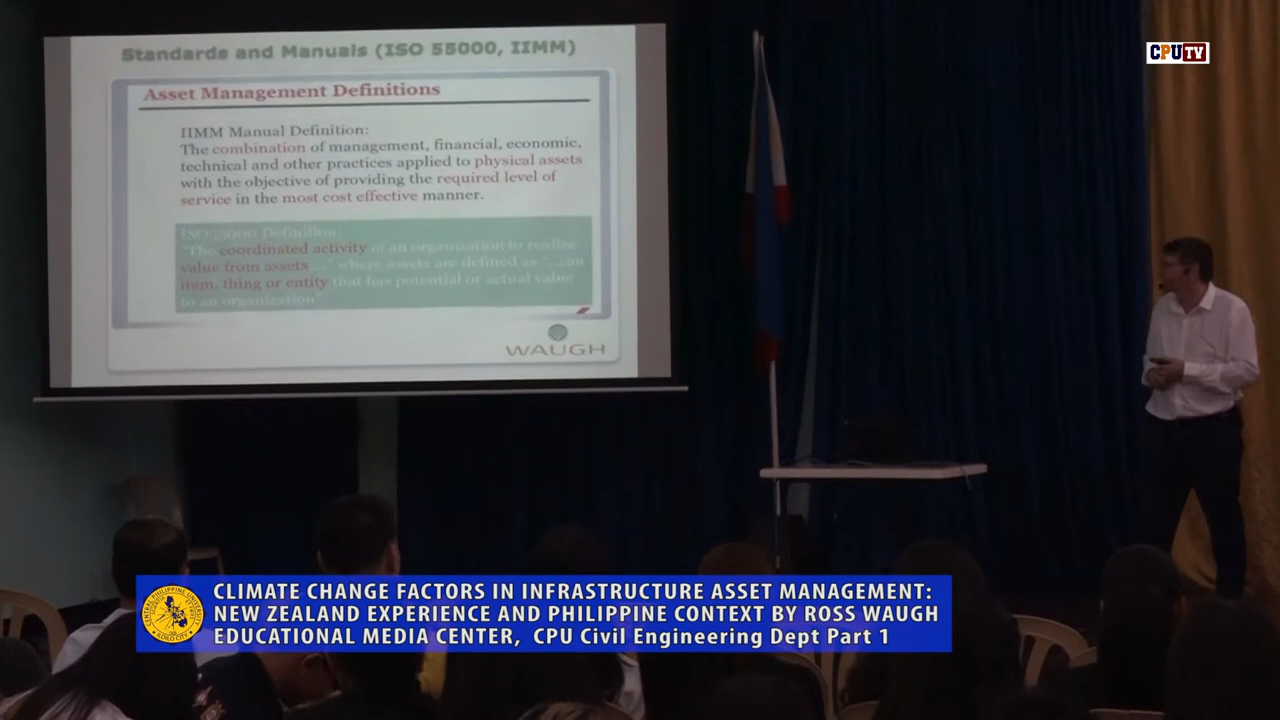 CPUTV
Standards and Manuals (ISO 55000, IIMM)
Asset Management Definitions
IIMM Manual Definition:
The combination of management, financial, economic,
technical and other practices applied to physical assets
with the objective of providing the required level of
service in the most cost effective manner.
ISO 55000 Definition:
"The coordinated activity of an organization to realize
value from assets ..." where assets are defined as "....an
item, thing or entity that has potential or actual value
to an organization"
WAUGH
CLIMATE CHANGE FACTORS IN INFRASTRUCTURE ASSET MANAGEMENT:
NEW ZEALAND EXPERIENCE AND PHILIPPINE CONTEXT BY ROSS WAUGH
EDUCATIONAL MEDIA CENTER, CPU Civil Engineering Dept Part 1
CENTRAL PHILIPPINE UNIVERSITY
ILOILO CITY